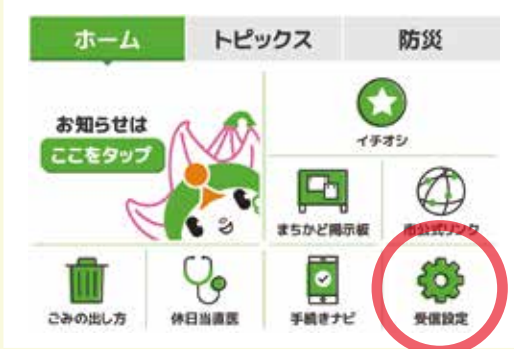 ホーム
トピックス
防災
お知らせは
ここをタップ
イチオシ
まちかど掲示板
市公式リンク
ごみの出し方
休日当直医
手続きナビ
受信設定